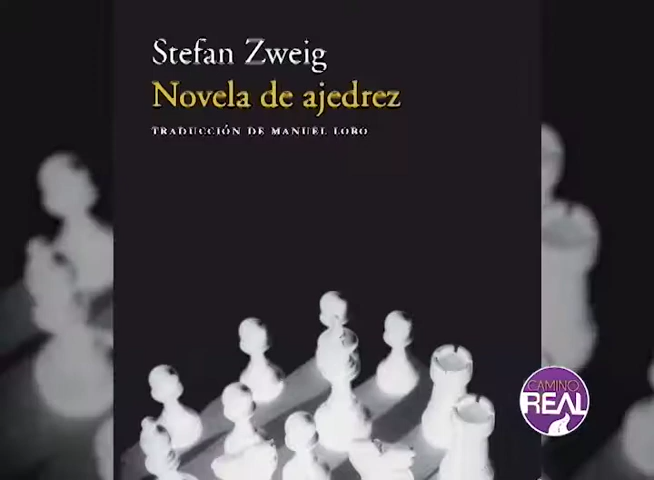 Stefan Zweig
Novela de ajedrez
TRADUCCIÓN DE MANUEL LOBO
CAMINO
REAL